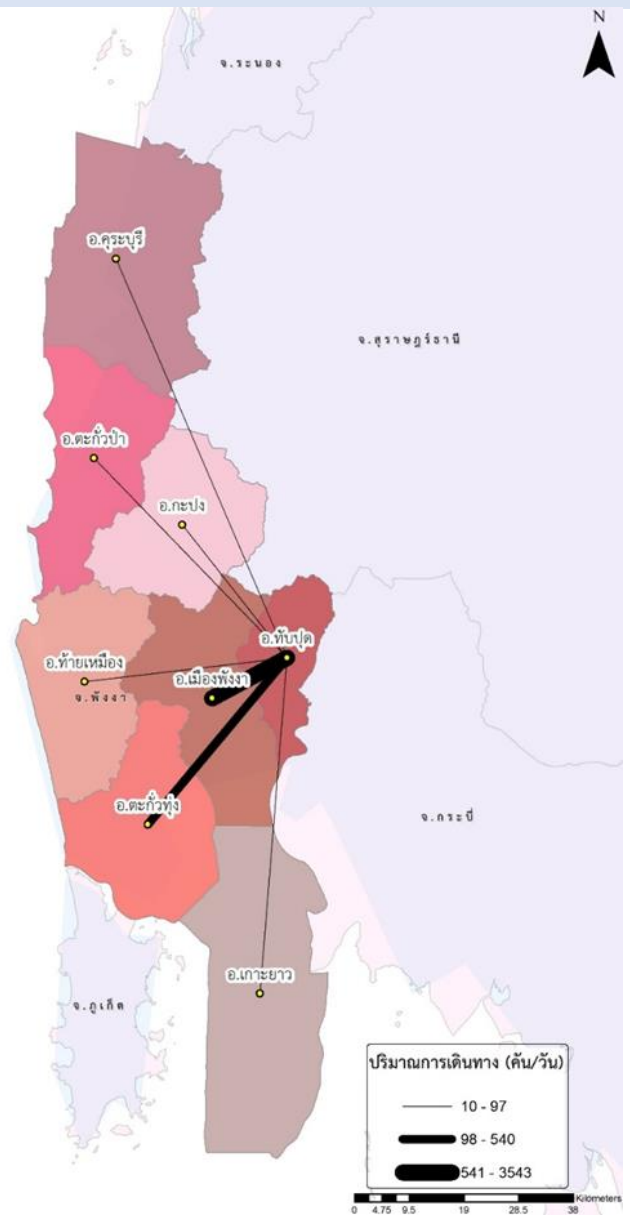 N
จ.ระนอง
อ.คุระบุรี
จ.สุราษฎร์ธานี
อ.ตะกั่วป่า
อ.กะปง
อ.ทับปุด
อ.ท้ายเหมือง
อ.เมืองพังงา
จ.พังงา
อ.ตะกั่วทุ่ง
จ.กระบี่
อ.เกาะยาว
จ.ภูเก็ต
ปริมาณการเดินทาง (คัน/วัน)
10 - 97
98 - 540
541 - 3543
Kilometers
0 4.75 9.5 19 28.5 38